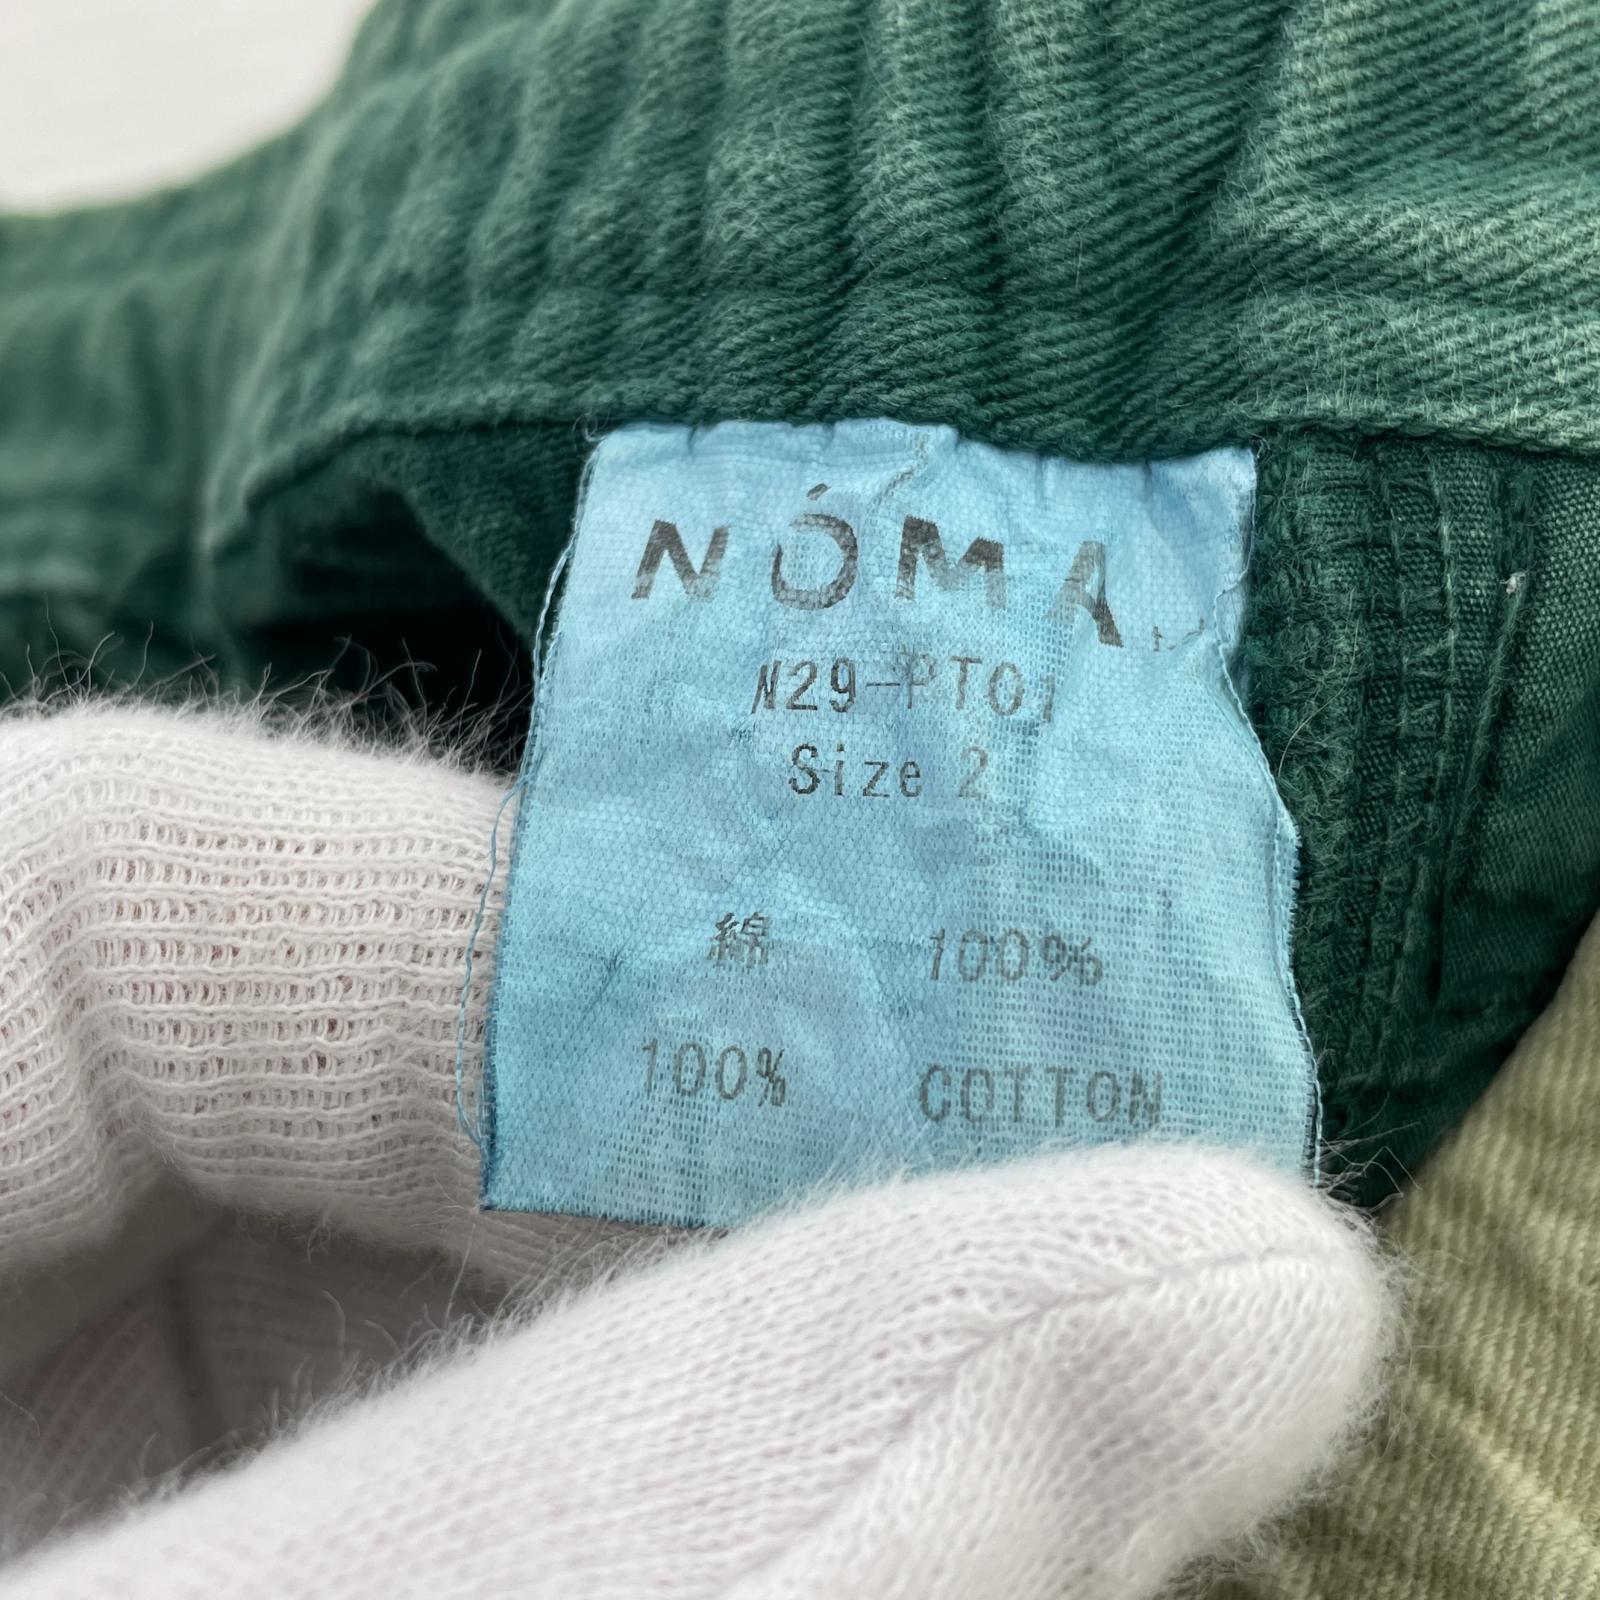 NÓMA t.d.
N29-PT01
Size 2
綿 100%
100% COTTON